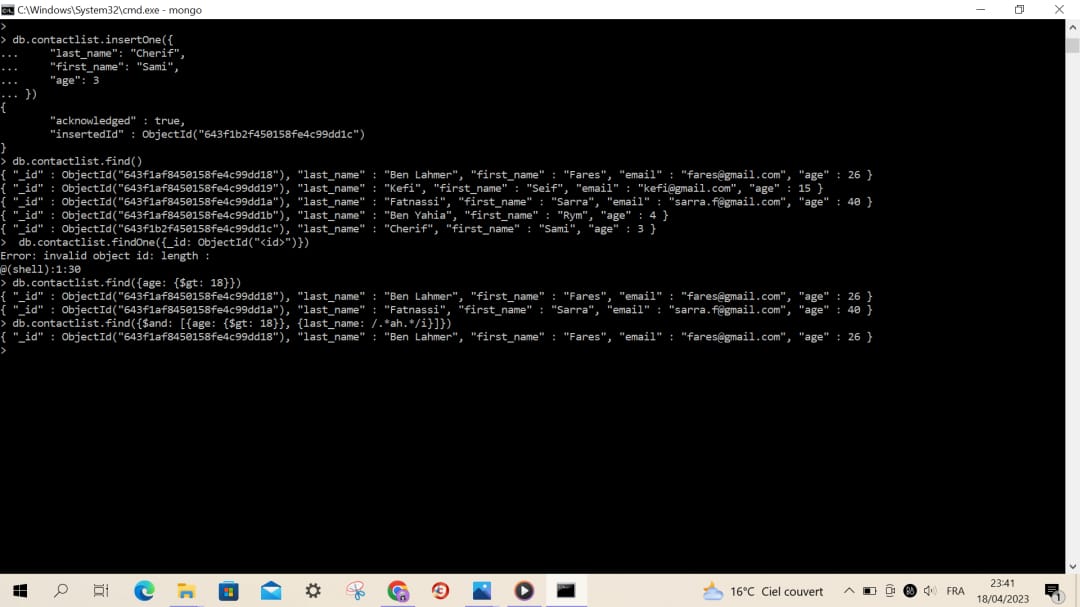 C:\Windows\System32\cmd.exe - mongo
>
> db.contactlist.insertOne({
...     "last_name": "Cherif",
...     "first_name": "Sami",
...     "age": 3
... })
{
        "acknowledged" : true,
        "insertedId" : ObjectId("643f1b2f450158fe4c99dd1c")
}
> db.contactlist.find()
{ "_id" : ObjectId("643f1af8450158fe4c99dd18"), "last_name" : "Ben Lahmer", "first_name" : "Fares", "email" : "fares@gmail.com", "age" : 26 }
{ "_id" : ObjectId("643f1af8450158fe4c99dd19"), "last_name" : "Kefi", "first_name" : "Seif", "email" : "kefi@gmail.com", "age" : 15 }
{ "_id" : ObjectId("643f1af8450158fe4c99dd1a"), "last_name" : "Fatnassi", "first_name" : "Sarra", "email" : "sarra.f@gmail.com", "age" : 40 }
{ "_id" : ObjectId("643f1af8450158fe4c99dd1b"), "last_name" : "Ben Yahia", "first_name" : "Rym", "age" : 4 }
{ "_id" : ObjectId("643f1b2f450158fe4c99dd1c"), "last_name" : "Cherif", "first_name" : "Sami", "age" : 3 }
>  db.contactlist.findOne({_id: ObjectId("<id>")})
Error: invalid object id: length :
@(shell):1:30
> db.contactlist.find({age: {$gt: 18}})
{ "_id" : ObjectId("643f1af8450158fe4c99dd18"), "last_name" : "Ben Lahmer", "first_name" : "Fares", "email" : "fares@gmail.com", "age" : 26 }
{ "_id" : ObjectId("643f1af8450158fe4c99dd1a"), "last_name" : "Fatnassi", "first_name" : "Sarra", "email" : "sarra.f@gmail.com", "age" : 40 }
> db.contactlist.find({$and: [{age: {$gt: 18}}, {last_name: /.*ah.*/i}]})
{ "_id" : ObjectId("643f1af8450158fe4c99dd18"), "last_name" : "Ben Lahmer", "first_name" : "Fares", "email" : "fares@gmail.com", "age" : 26 }
>
16°C Ciel couvert
FRA
23:41
18/04/2023
1